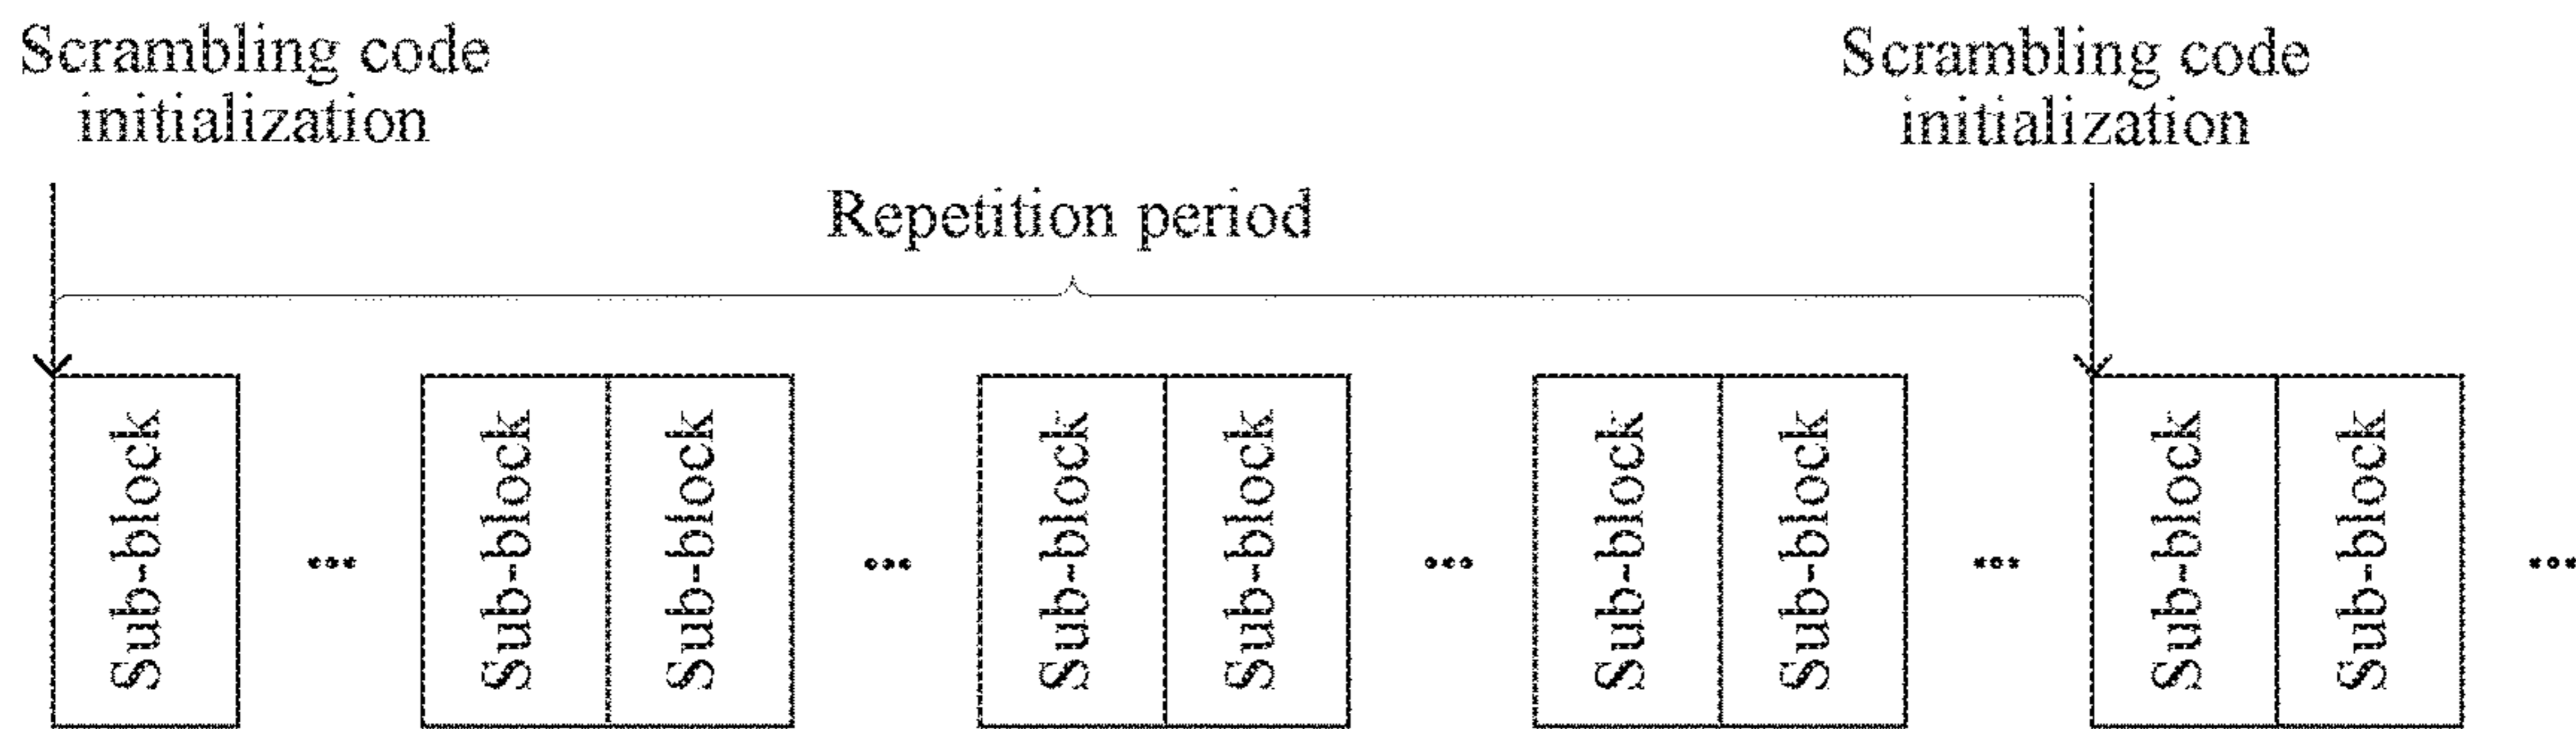 Scrambling code
initialization
Scrambling code
initialization
Repetition period
Sub-block
...
Sub-block
Sub-block
...
Sub-block
Sub-block
...
Sub-block
Sub-block
...
Sub-block
Sub-block
...